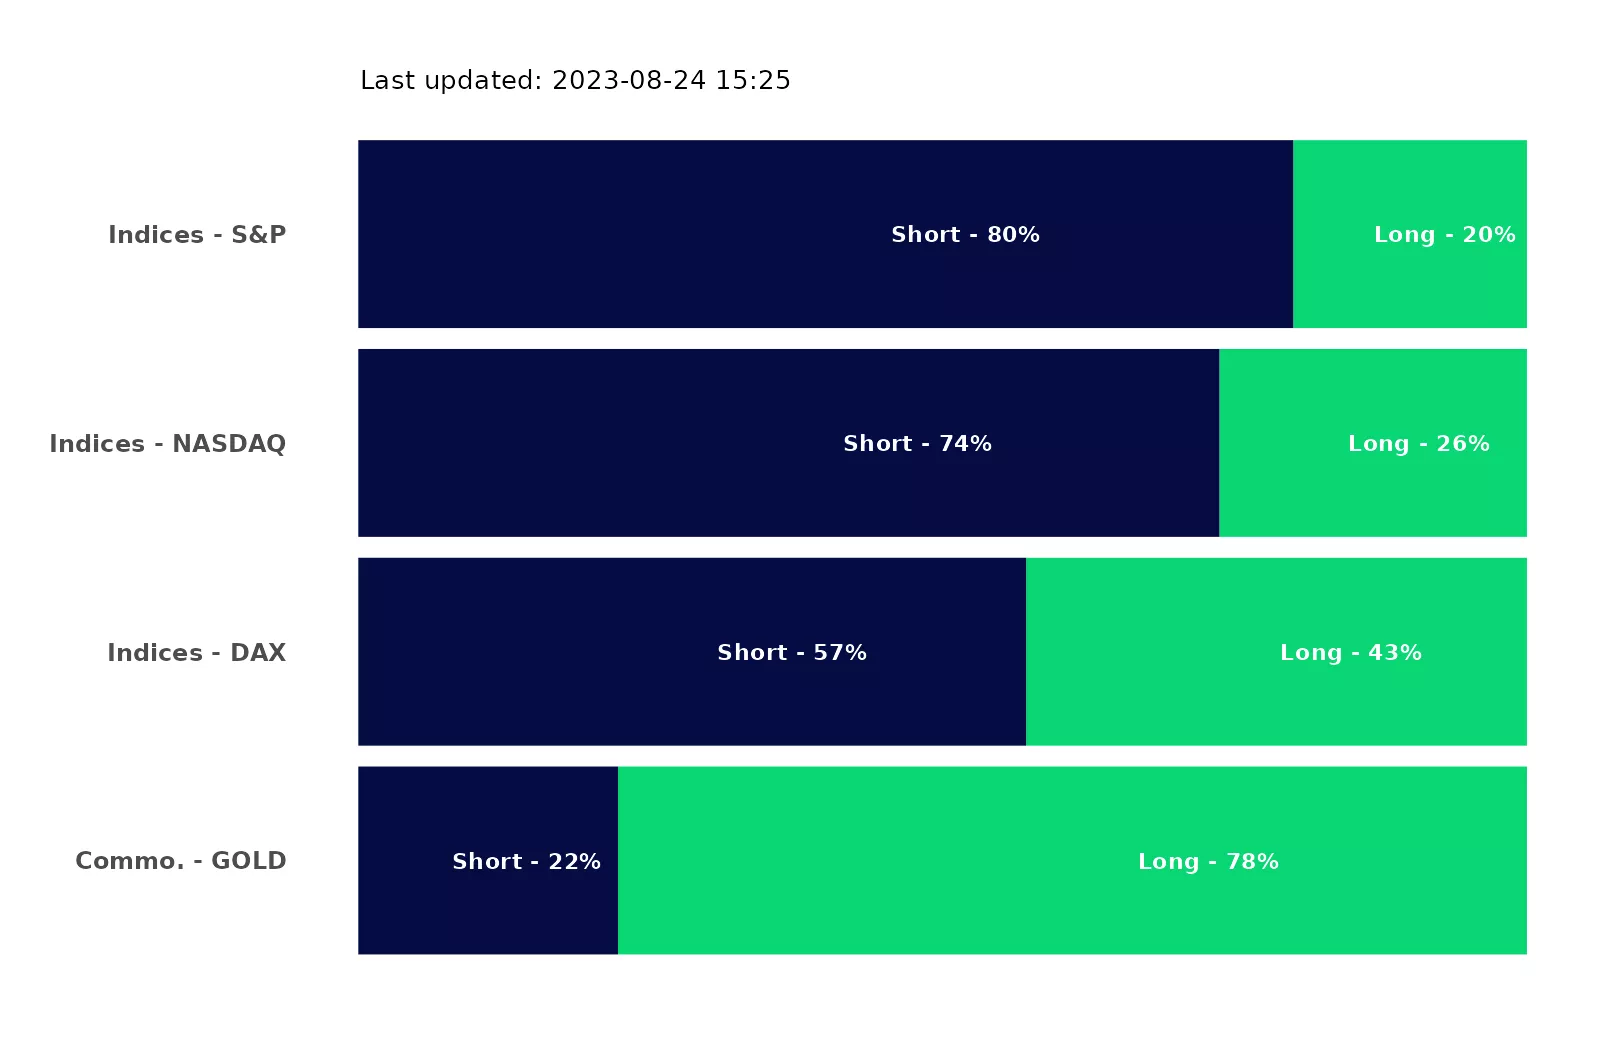 Last updated: 2023-08-24 15:25
Indices - S&P Short - 80% Long - 20%
Indices - NASDAQ Short - 74% Long - 26%
Indices - DAX Short - 57% Long - 43%
Commo. - GOLD Short - 22% Long - 78%